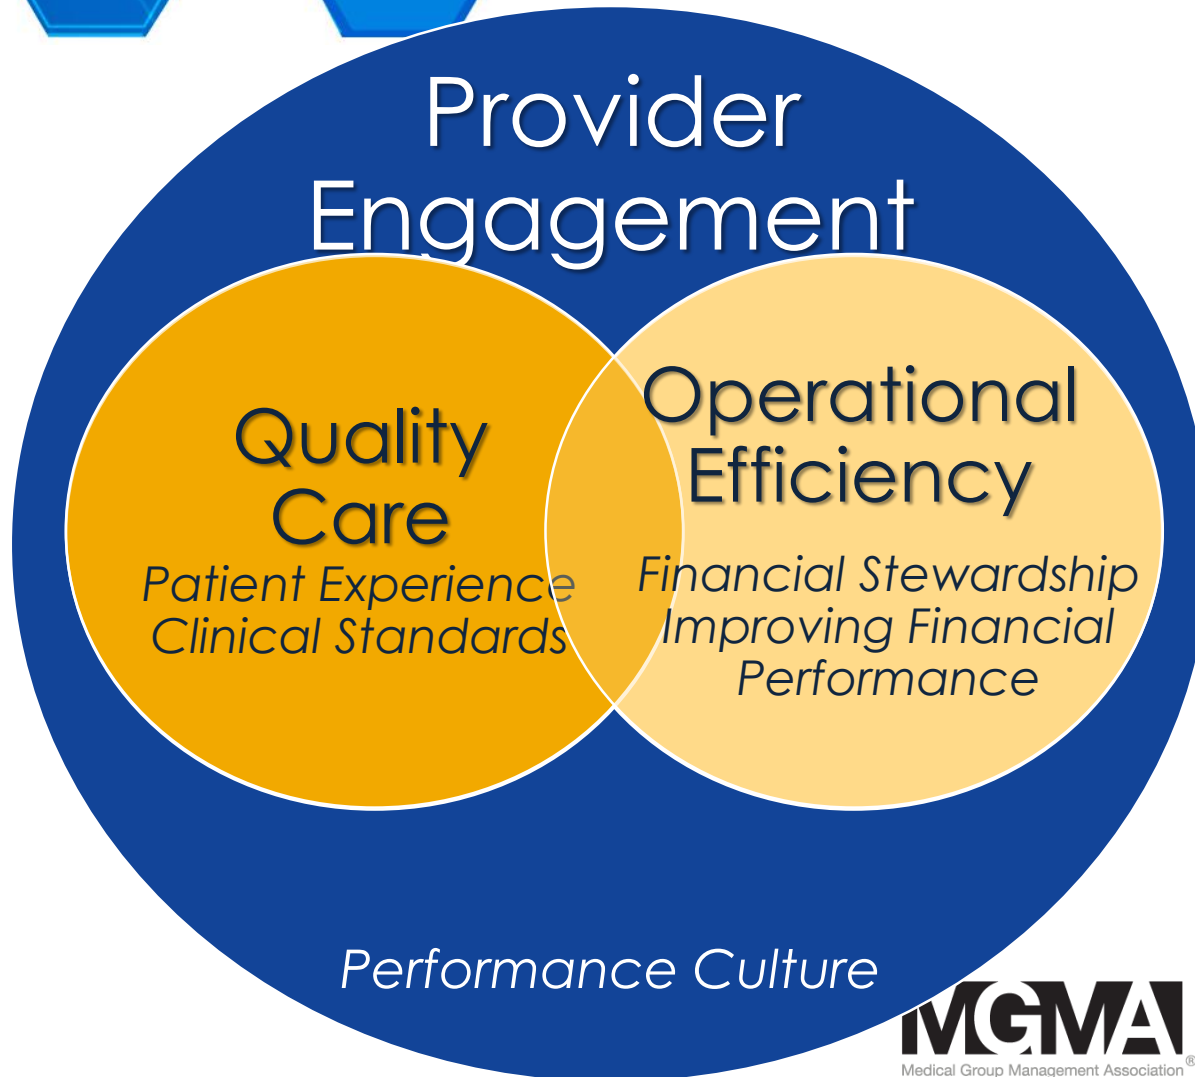 Provider
Engagement
Quality
Care
Patient Experience
Clinical Standards
Operational
Efficiency
Financial Stewardship
Improving Financial
Performance
Performance Culture
MGMA
®
Medical Group Management Association